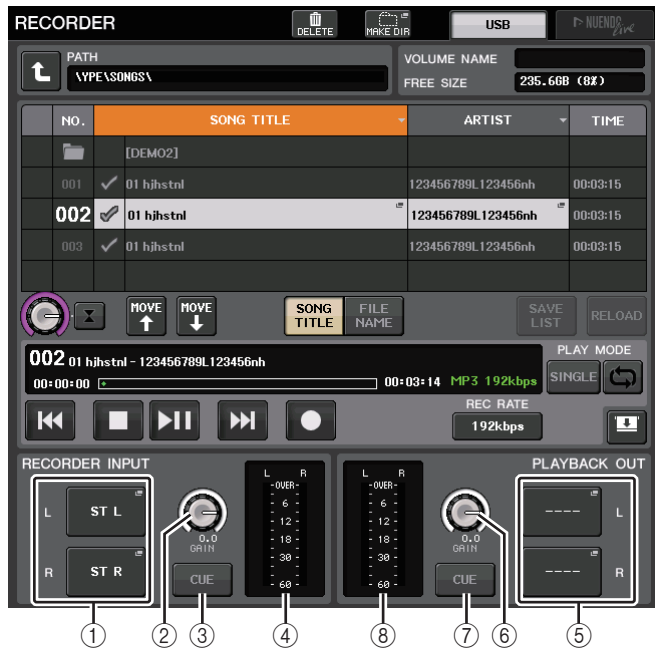 RECORDER
DELETE
MAKE DIR
USB
NUENDO live
PATH
\YPE\SONGS\
VOLUME NAME
FREE SIZE 235.6GB (8%)
NO. SONG TITLE ARTIST TIME
[DEMO2]
001 01 hjhstnl 123456789L123456nh 00:03:15
002 01 hjhstnl 123456789L123456nh 00:03:15
003 01 hjhstnl 123456789L123456nh 00:03:15
MOVE
MOVE
SONG TITLE
FILE NAME
SAVE LIST
RELOAD
002 01 hjhstnl - 123456789L123456nh
00:00:00 00:03:14 MP3 192kbps
PLAY MODE
SINGLE
REC RATE
192kbps
RECORDER INPUT
L ST L
R ST R
0.0
GAIN
CUE
L R
-OVER-
6
12
18
30
60
L R
-OVER-
6
12
18
30
60
0.0
GAIN
CUE
PLAYBACK OUT
---- L
---- R
① ② ③ ④ ⑧ ⑦ ⑥ ⑤